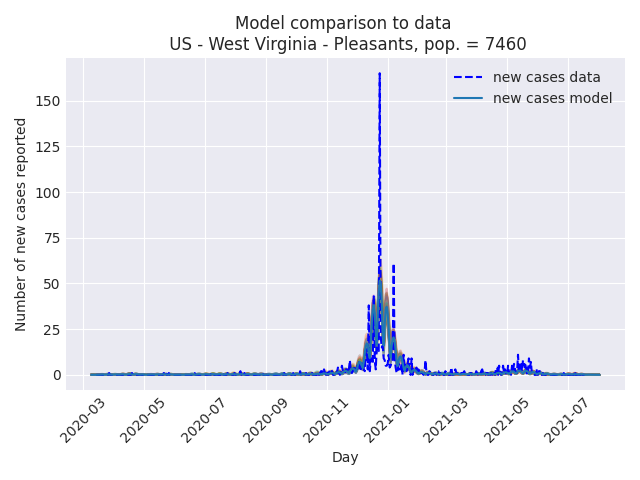 Model comparison to data
US - West Virginia - Pleasants, pop. = 7460
new cases data
new cases model
Number of new cases reported
150
125
100
75
50
25
0
2020-03
2020-05
2020-07
2020-09
2020-11
2021-01
2021-03
2021-05
2021-07
Day